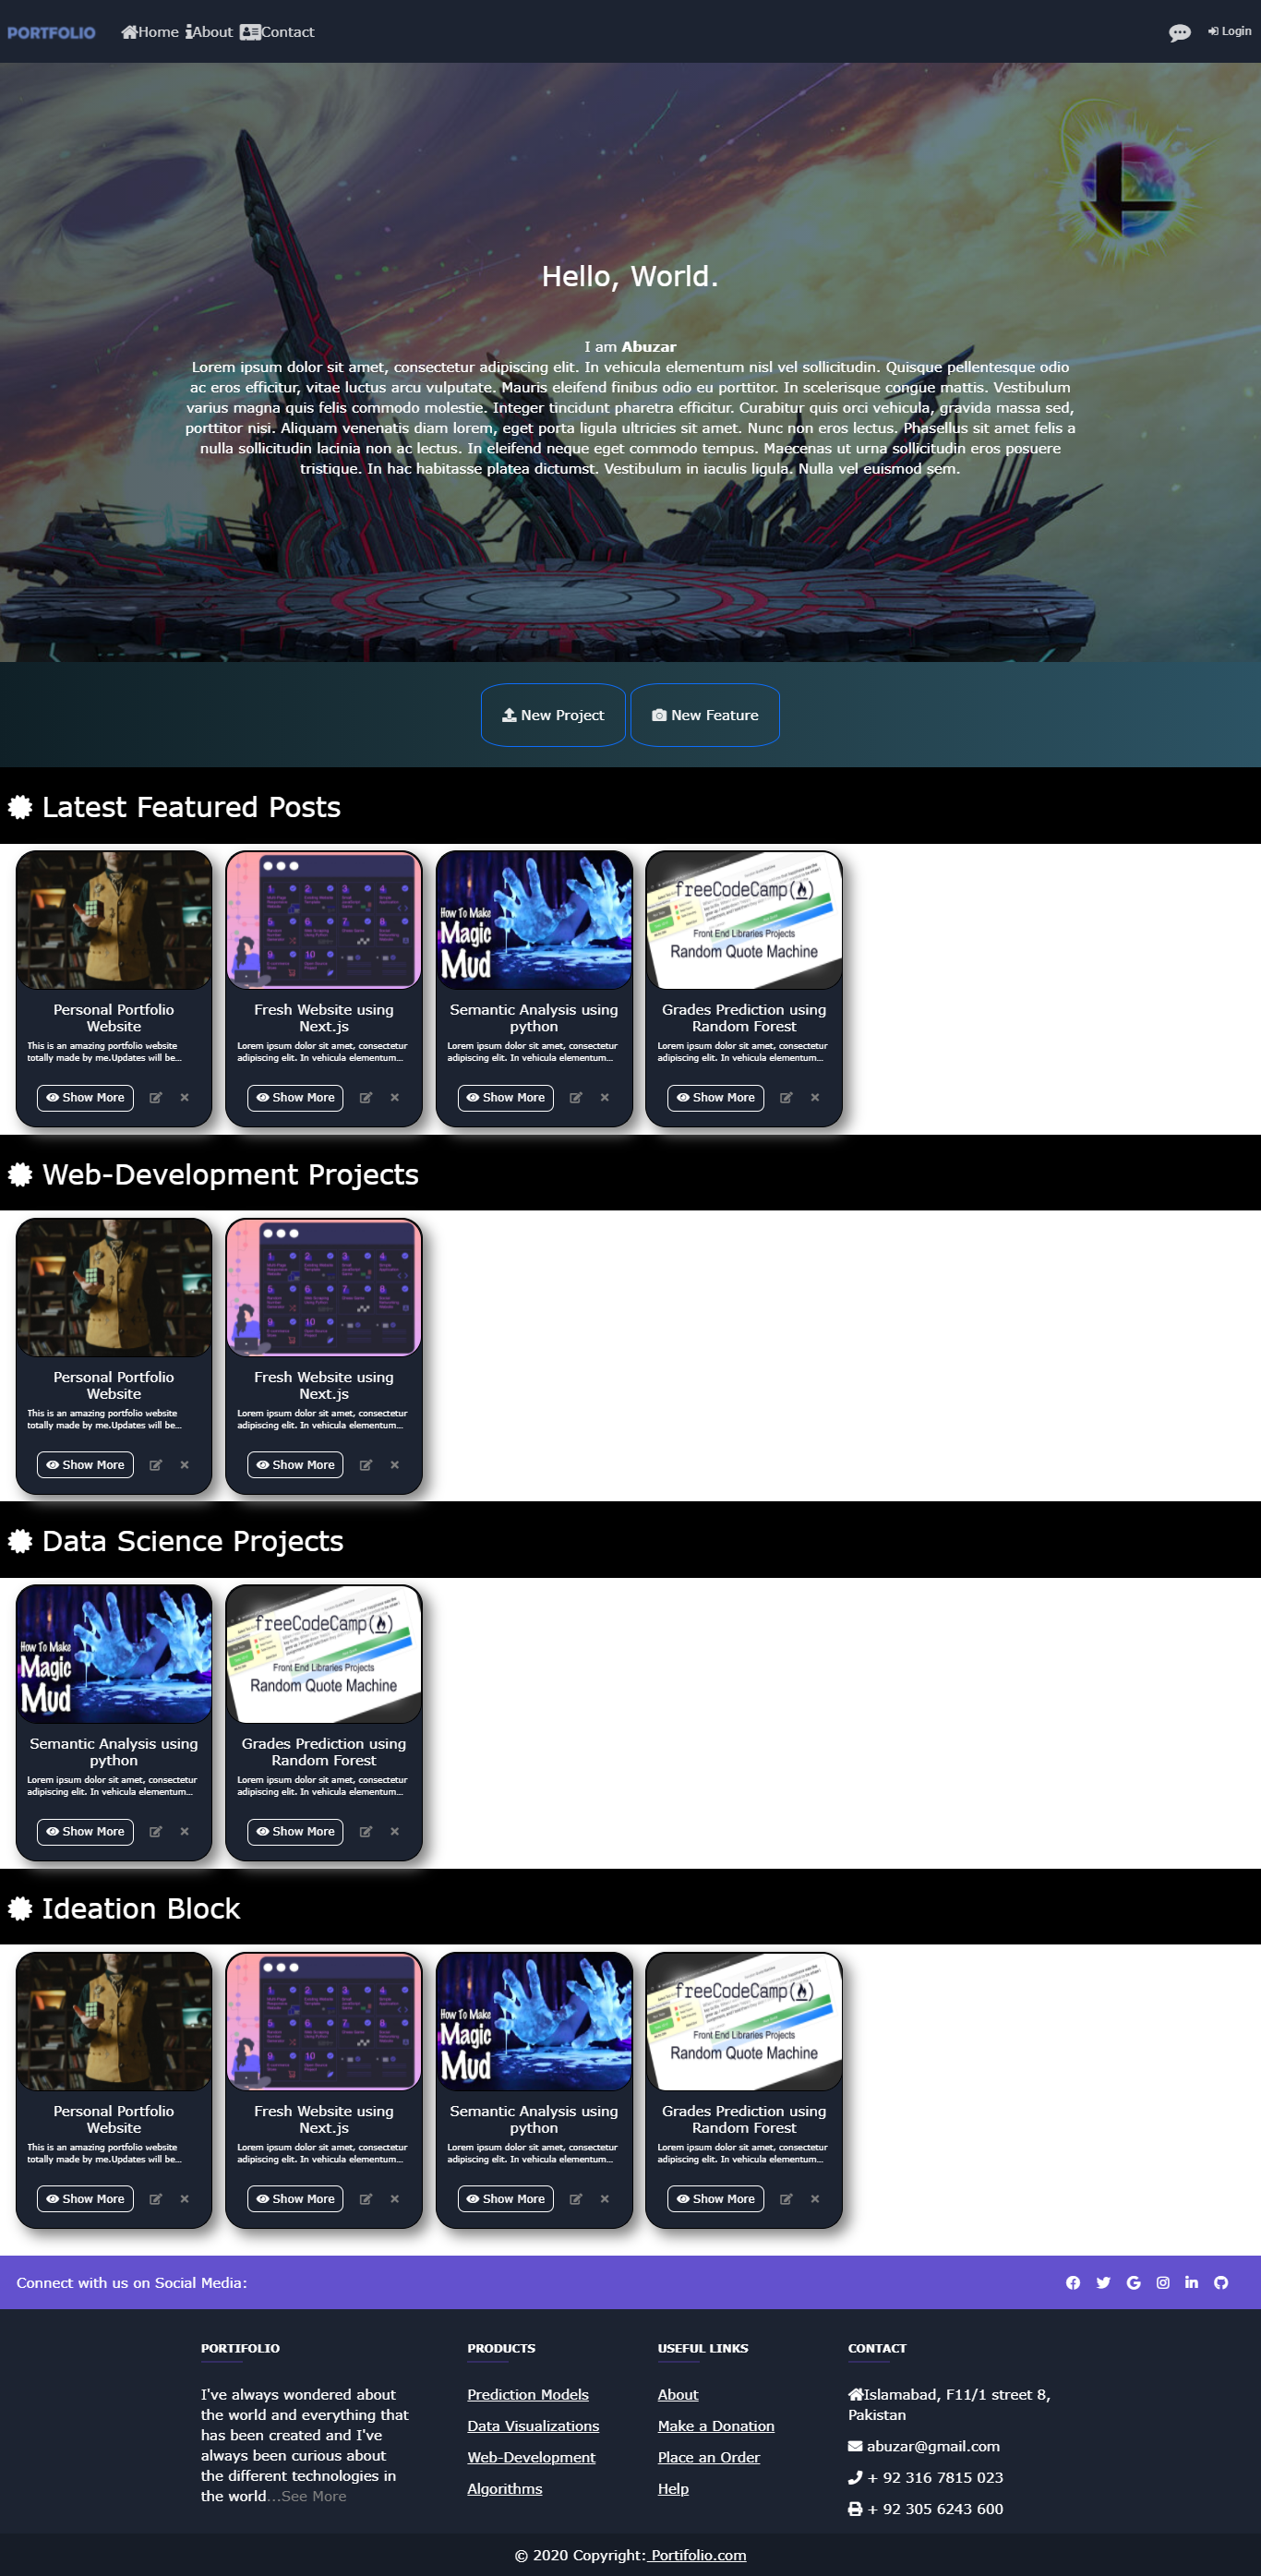 PORTFOLIO Home About Contact Login
Hello, World.
I am Abuzar
Lorem ipsum dolor sit amet, consectetur adipiscing elit. In vehicula elementum nisl vel sollicitudin. Quisque pellentesque odio
ac eros efficitur, vitae luctus arcu vulputate. Mauris eleifend finibus odio eu porttitor. In scelerisque congue mattis. Vestibulum
varius magna quis felis commodo molestie. Integer tincidunt pharetra efficitur. Curabitur quis orci vehicula, gravida massa sed,
porttitor nisi. Aliquam venenatis diam lorem, eget porta ligula ultricies sit amet. Nunc non eros lectus. Phasellus sit amet felis a
nulla sollicitudin lacinia non ac lectus. In eleifend neque eget commodo tempus. Maecenas ut urna sollicitudin eros posuere
tristique. In hac habitasse platea dictumst. Vestibulum in iaculis ligula. Nulla vel euismod sem.
New Project New Feature
Latest Featured Posts
How To Make
Magic
Mud
freeCodeCamp
Front End Libraries Projects
Random Quote Machine
Personal Portfolio
Website
This is an amazing portfolio website
totally made by me.Updates will be...
Show More
Fresh Website using
Next.js
Lorem ipsum dolor sit amet, consectetur
adipiscing elit. In vehicula elementum...
Show More
Semantic Analysis using
python
Lorem ipsum dolor sit amet, consectetur
adipiscing elit. In vehicula elementum...
Show More
Grades Prediction using
Random Forest
Lorem ipsum dolor sit amet, consectetur
adipiscing elit. In vehicula elementum...
Show More
Web-Development Projects
Personal Portfolio
Website
This is an amazing portfolio website
totally made by me.Updates will be...
Show More
Fresh Website using
Next.js
Lorem ipsum dolor sit amet, consectetur
adipiscing elit. In vehicula elementum...
Show More
Data Science Projects
How To Make
Magic
Mud
freeCodeCamp
Front End Libraries Projects
Random Quote Machine
Semantic Analysis using
python
Lorem ipsum dolor sit amet, consectetur
adipiscing elit. In vehicula elementum...
Show More
Grades Prediction using
Random Forest
Lorem ipsum dolor sit amet, consectetur
adipiscing elit. In vehicula elementum...
Show More
Ideation Block
How To Make
Magic
Mud
freeCodeCamp
Front End Libraries Projects
Random Quote Machine
Personal Portfolio
Website
This is an amazing portfolio website
totally made by me.Updates will be...
Show More
Fresh Website using
Next.js
Lorem ipsum dolor sit amet, consectetur
adipiscing elit. In vehicula elementum...
Show More
Semantic Analysis using
python
Lorem ipsum dolor sit amet, consectetur
adipiscing elit. In vehicula elementum...
Show More
Grades Prediction using
Random Forest
Lorem ipsum dolor sit amet, consectetur
adipiscing elit. In vehicula elementum...
Show More
Connect with us on Social Media:
PORTIFOLIO
I've always wondered about
the world and everything that
has been created and I've
always been curious about
the different technologies in
the world...See More
PRODUCTS
Prediction Models
Data Visualizations
Web-Development
Algorithms
USEFUL LINKS
About
Make a Donation
Place an Order
Help
CONTACT
Islamabad, F11/1 street 8,
Pakistan
abuzar@gmail.com
+ 92 316 7815 023
+ 92 305 6243 600
© 2020 Copyright: Portifolio.com